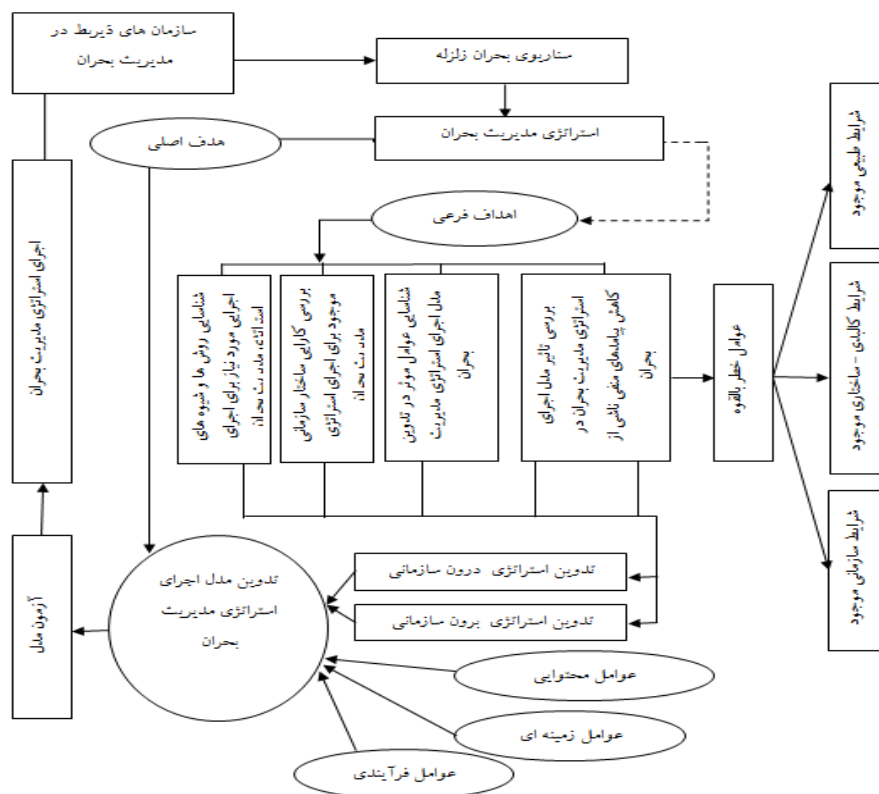 سازمان های ذیربط در
مدیریت بحران
سناریوی بحران زلزله
استراتژی مدیریت بحران
هدف اصلی
اهداف فرعی
شرایط طبیعی موجود
شرایط کالبدی - ساختاری موجود
شرایط سازمانی موجود
عوامل خطر بالقوه
بررسی تاثیر مدل اجرای
استراتژی مدیریت بحران در
کاهش پیامدهای منفی ناشی از
بحران
شناسایی عوامل موثر در تدوین
مدل اجرای استراتژی مدیریت
بحران
بررسی کارایی ساختار سازمانی
موجود برای اجرای استراتژی
مدیریت بحران
شناسایی روش ها و شیوه های
اجرایی مورد نیاز برای اجرای
استراتژی مدیریت بحران
اجرای استراتژی مدیریت بحران
آزمون مدل
تدوین مدل اجرای
استراتژی مدیریت
بحران
تدوین استراتژی درون سازمانی
تدوین استراتژی برون سازمانی
عوامل محتوایی
عوامل زمینه ای
عوامل فرآیندی